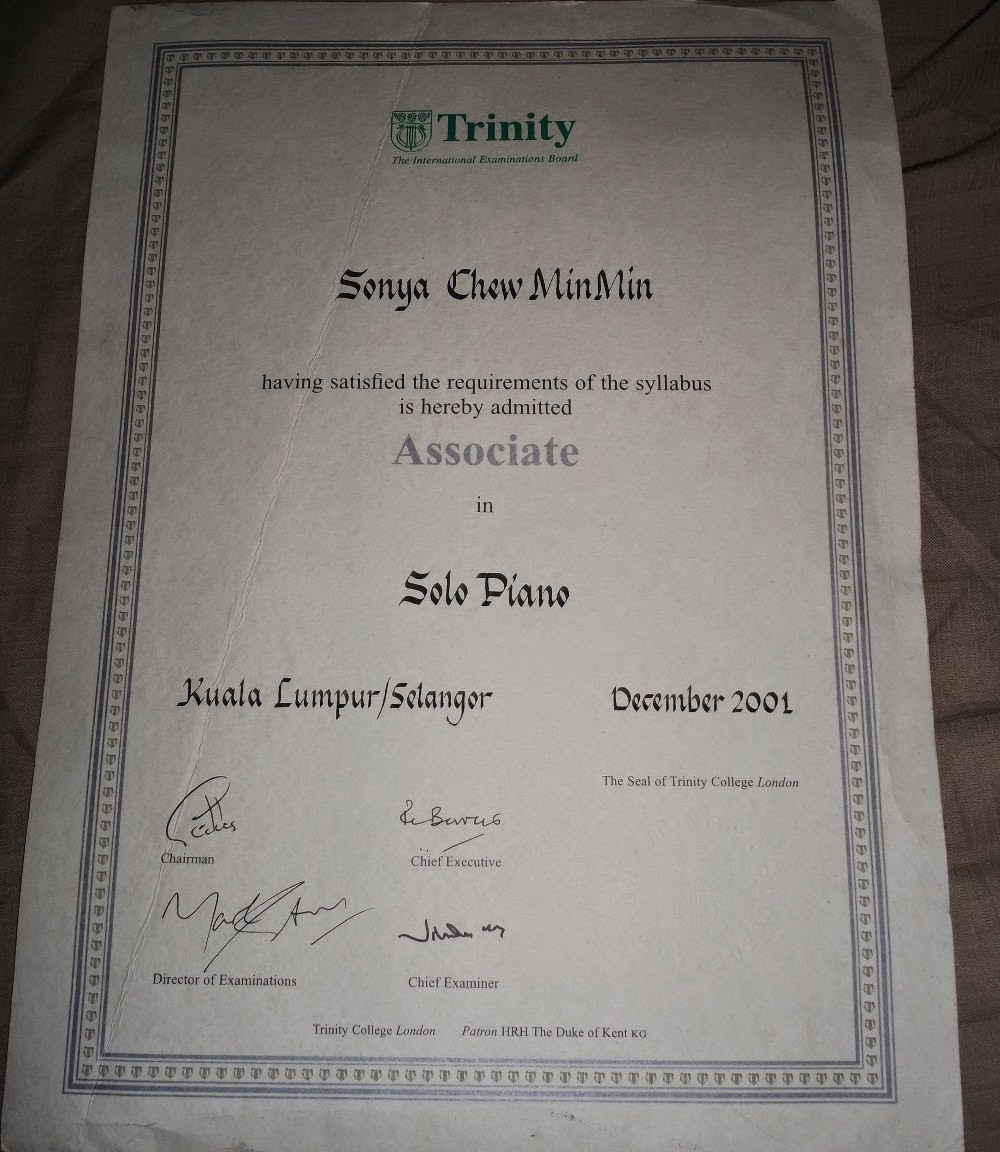 Trinity
The International Examinations Board
Sonya Chew MinMin
having satisfied the requirements of the syllabus
is hereby admitted
Associate
in
Solo Piano
Kuala Lumpur/Selangor December 2001
The Seal of Trinity College London
Chairman Chief Executive
Director of Examinations Chief Examiner
Trinity College London Patron HRH The Duke of Kent KG